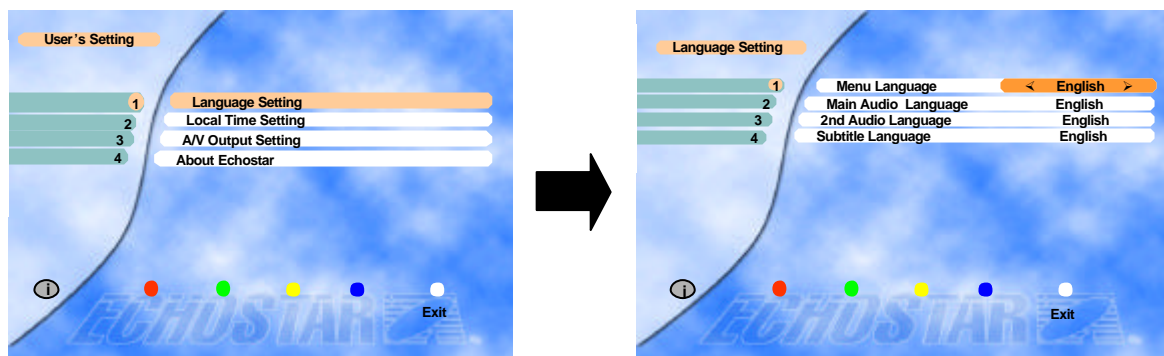 User's Setting
1 Language Setting
2 Local Time Setting
3 A/V Output Setting
4 About Echostar
i
ECHOSTAR
Exit
Language Setting
1 Menu Language < English >
2 Main Audio Language English
3 2nd Audio Language English
4 Subtitle Language English
i
ECHOSTAR
Exit